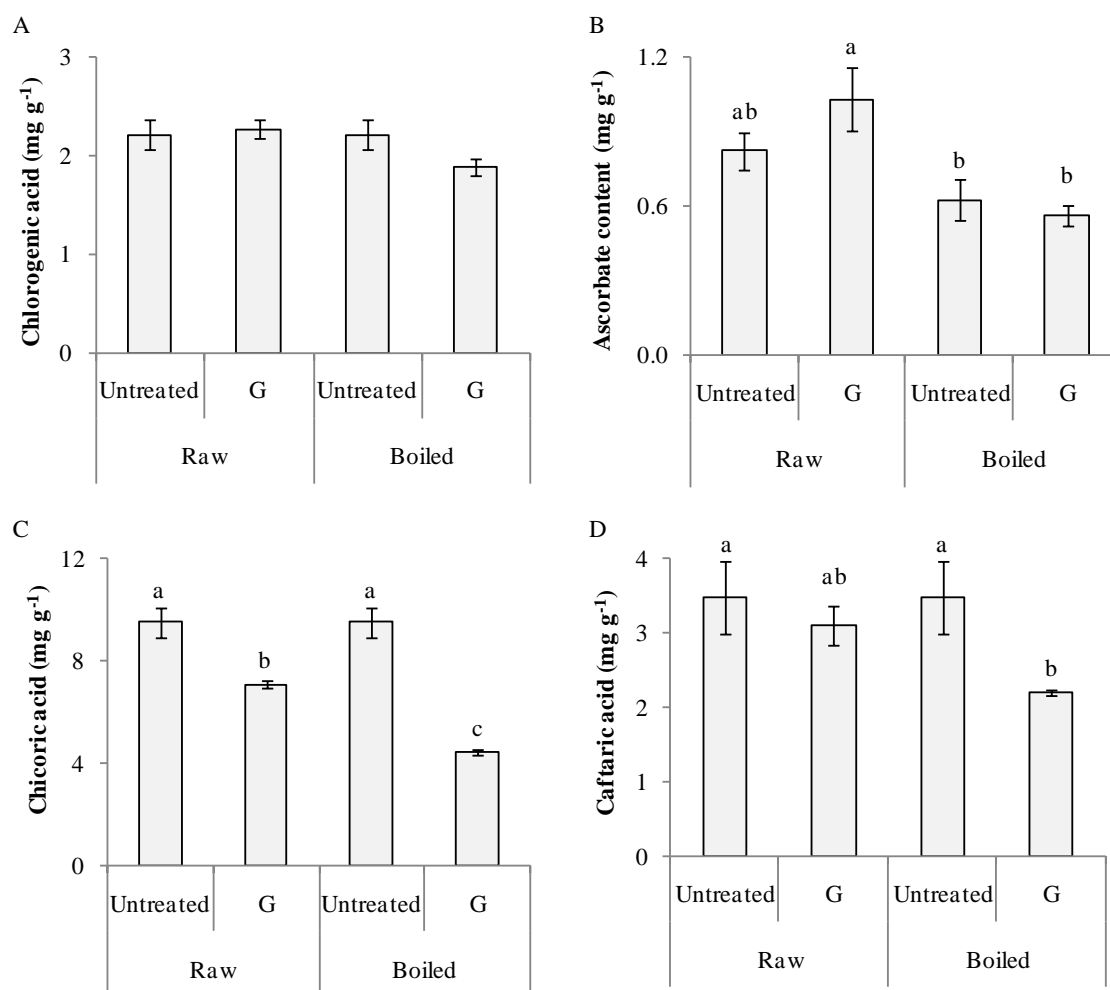 A
Chlorogenic acid (mg g-1)
3
2
1
0
Untreated G Untreated G
Raw Boiled
B
Ascorbate content (mg g-1)
1.2
0.6
0.0
ab
a
b
b
Untreated G Untreated G
Raw Boiled
C
Chicoric acid (mg g-1)
12
8
4
0
a
b
a
c
Untreated G Untreated G
Raw Boiled
D
Caftaric acid (mg g-1)
4
3
2
1
0
a
ab
a
b
Untreated G Untreated G
Raw Boiled